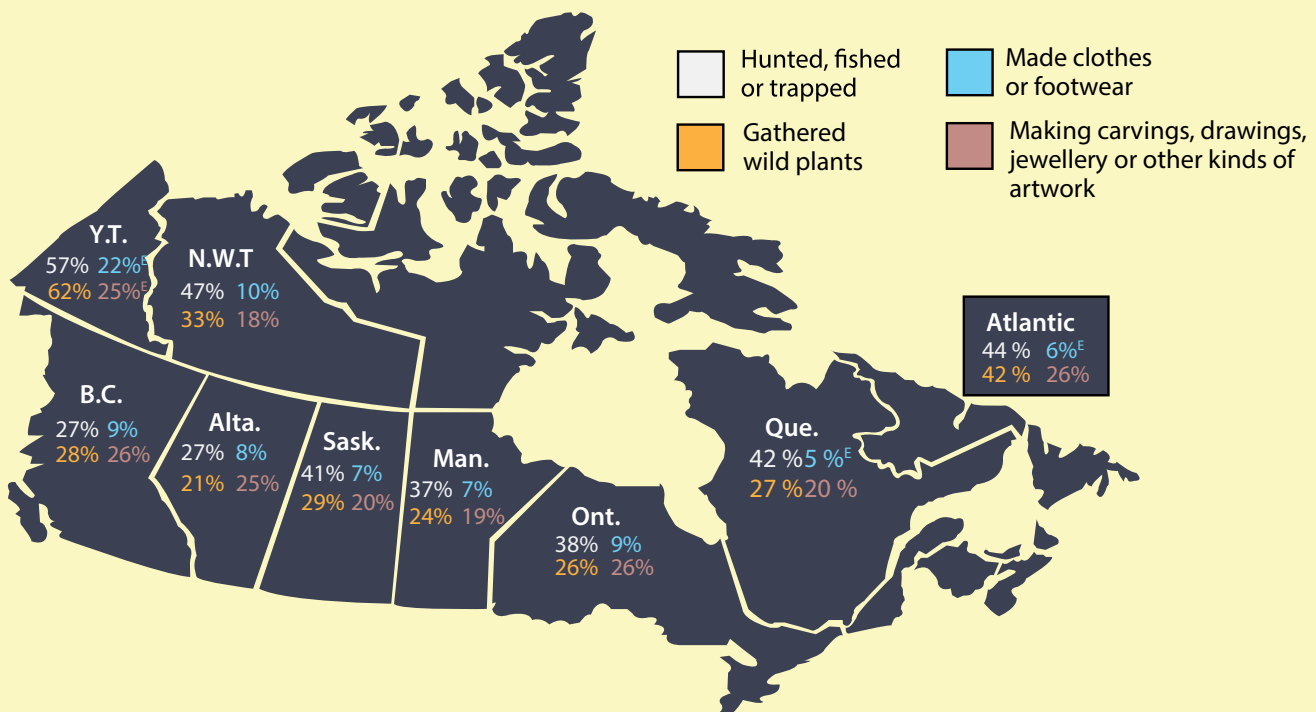 Hunted, fished
or trapped
Made clothes
or footwear
Gathered
wild plants
Making carvings, drawings,
jewellery or other kinds of
artwork
Y.T.
57% 22%E
62% 25%E
N.W.T
47% 10%
33% 18%
Atlantic
44 % 6%E
42 % 26%
B.C.
27% 9%
28% 26%
Alta.
27% 8%
21% 25%
Sask.
41% 7%
29% 20%
Man.
37% 7%
24% 19%
Ont.
38% 9%
26% 26%
Que.
42 % 5 %E
27 % 20 %